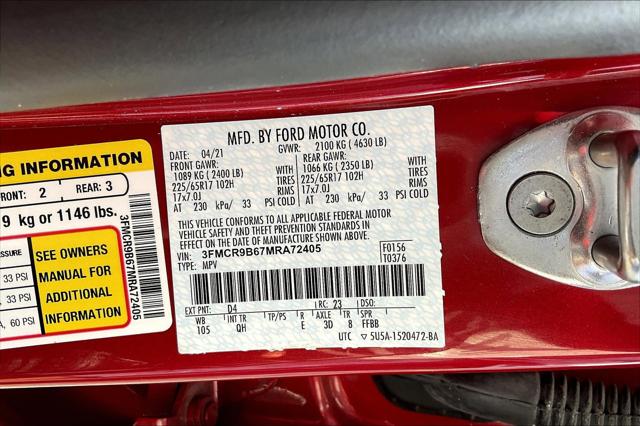 NG INFORMATION
FRONT: 2 REAR: 3
9 kg or 1146 lbs.
33 PSI
33 PSI
A, 60 PSI
SEE OWNERS
MANUAL FOR
ADDITIONAL
INFORMATION
3FMCR9B67MRA72405
MFD. BY FORD MOTOR CO.
DATE: 04/21 GVWR: 2100 KG ( 4630 LB)
FRONT GAWR: REAR GAWR:
1089 KG ( 2400 LB) WITH 1066 KG ( 2350 LB) WITH
225/65R17 102H TIRES 225/65R17 102H TIRES
17x7.0J RIMS 17x7.0J RIMS
AT 230 kPa/ 33 PSI COLD AT 230 kPa/ 33 PSI COLD
THIS VEHICLE CONFORMS TO ALL APPLICABLE FEDERAL MOTOR
VEHICLE SAFETY, BUMPER, AND THEFT PREVENTION STANDARDS IN
EFFECT ON THE DATE OF MANUFACTURE SHOWN ABOVE.
VIN: 3FMCR9B67MRA72405 F0156
TYPE: MPV T0376
EXT PNT: D4 RC: 23 DSO:
WB INT TR TP/PS R AXLE TR SPR
105 QH E 3D 8 FFBB
UTC ▽ 5U5A-1520472-BA